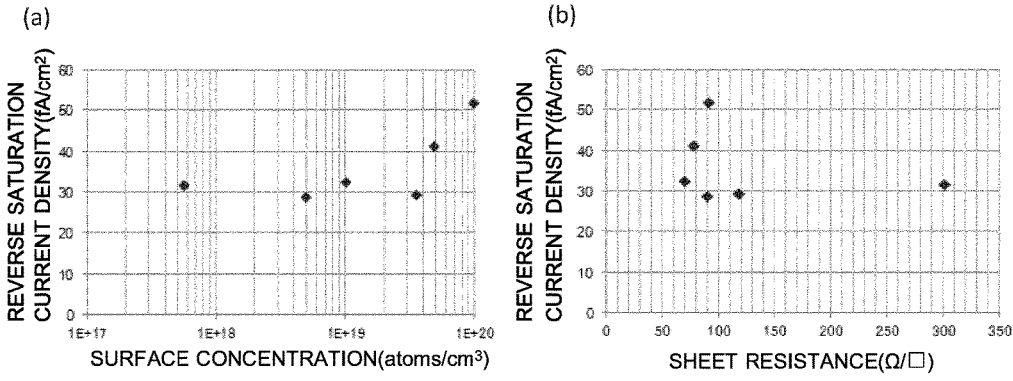 (a)
REVERSE SATURATION
CURRENT DENSITY(fA/cm2)
60
50
40
30
20
10
0
1E+17
1E+18
1E+19
1E+20
SURFACE CONCENTRATION(atoms/cm³)
(b)
REVERSE SATURATION
CURRENT DENSITY(fA/cm2)
60
50
40
30
20
10
0
0
50
100
150
200
250
300
350
SHEET RESISTANCE(Ω/□)